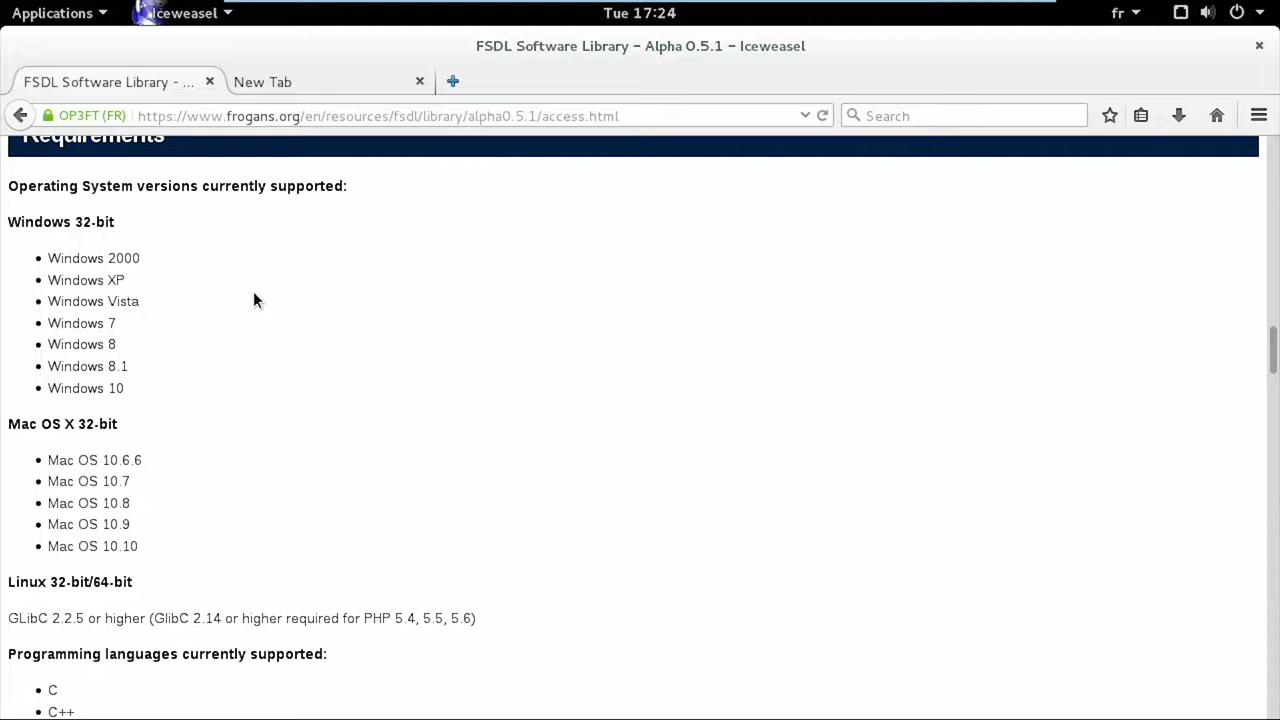 Applications Iceweasel Tue 17:24 fr
FSDL Software Library - Alpha 0.5.1 - Iceweasel
FSDL Software Library - ... New Tab
OP3FT (FR) https://www.frogans.org/en/resources/fsdl/library/alpha0.5.1/access.html Search
Requirements
Operating System versions currently supported:
Windows 32-bit
• Windows 2000
• Windows XP
• Windows Vista
• Windows 7
• Windows 8
• Windows 8.1
• Windows 10
Mac OS X 32-bit
• Mac OS 10.6.6
• Mac OS 10.7
• Mac OS 10.8
• Mac OS 10.9
• Mac OS 10.10
Linux 32-bit/64-bit
GLibC 2.2.5 or higher (GlibC 2.14 or higher required for PHP 5.4, 5.5, 5.6)
Programming languages currently supported:
• C
• C++